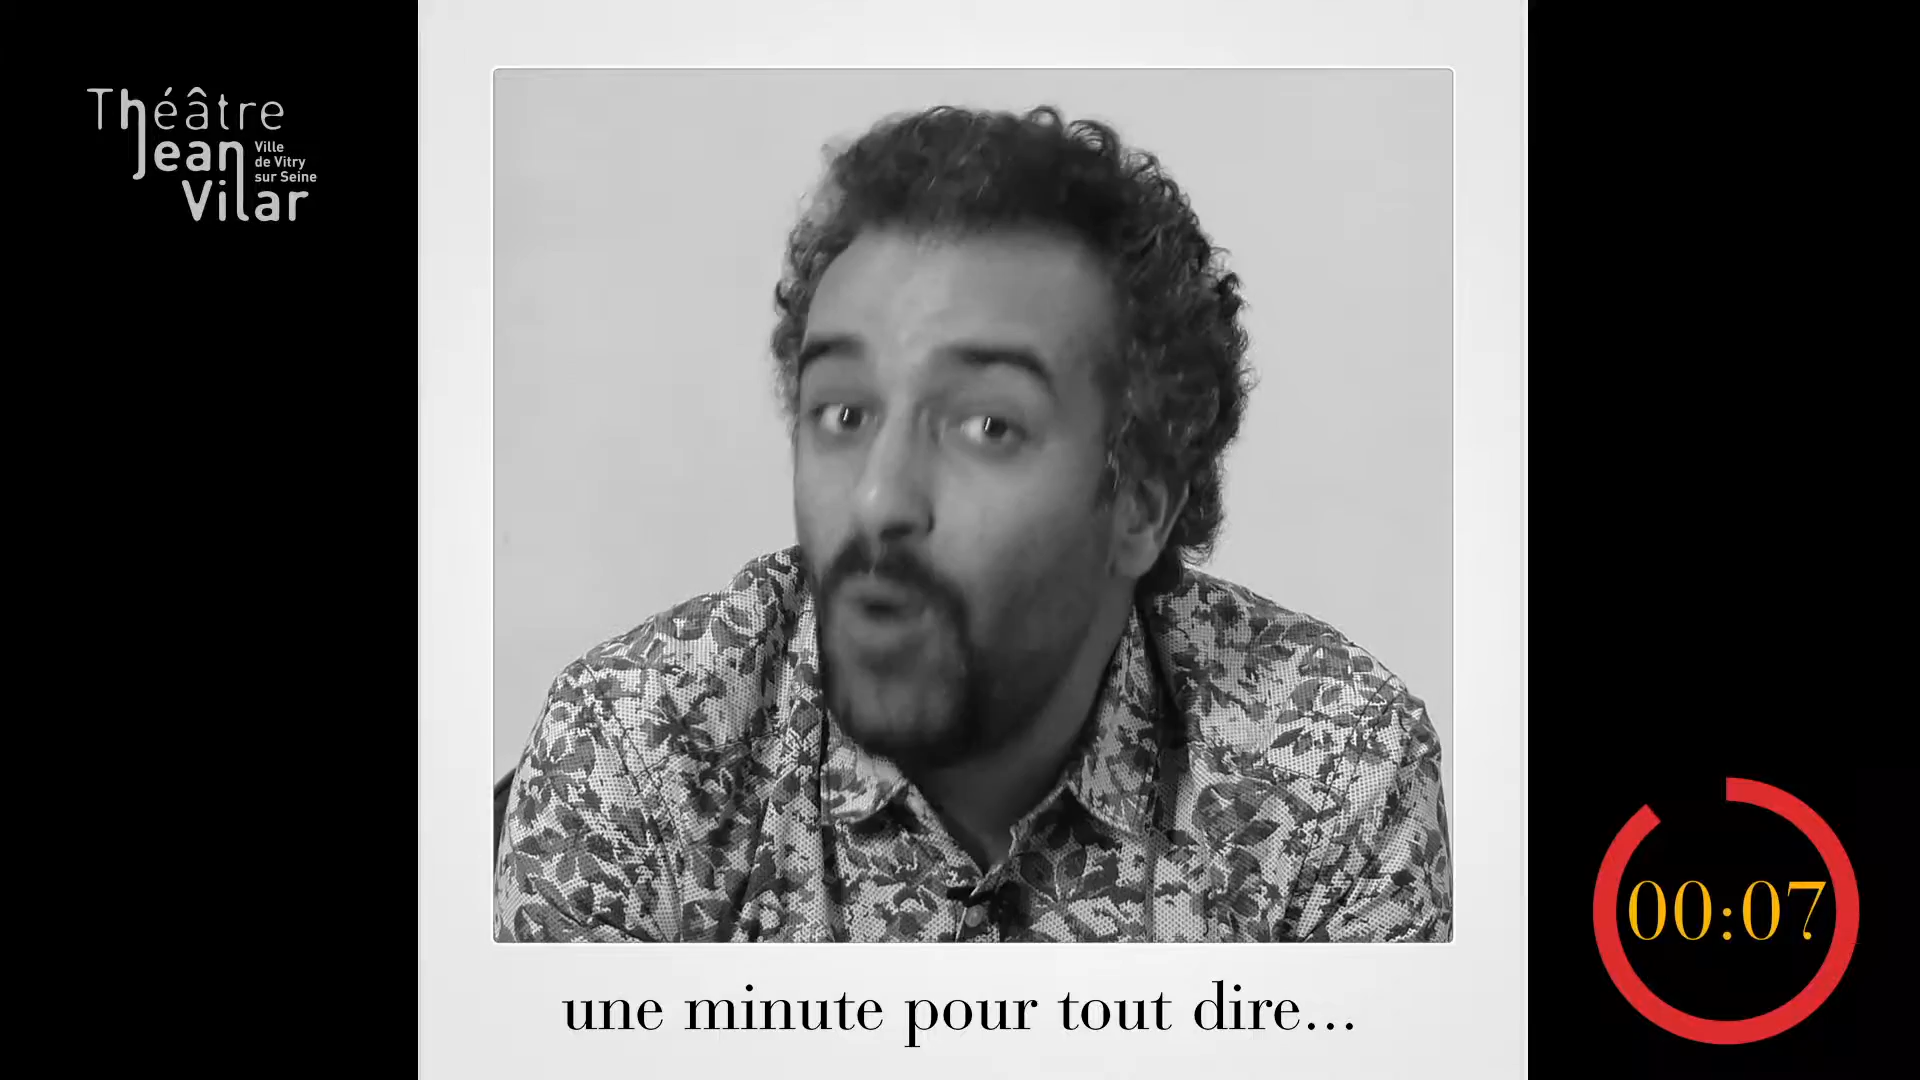 Théâtre
Jean
Ville
de Vitry
sur Seine
Vilar
00:07
une minute pour tout dire...